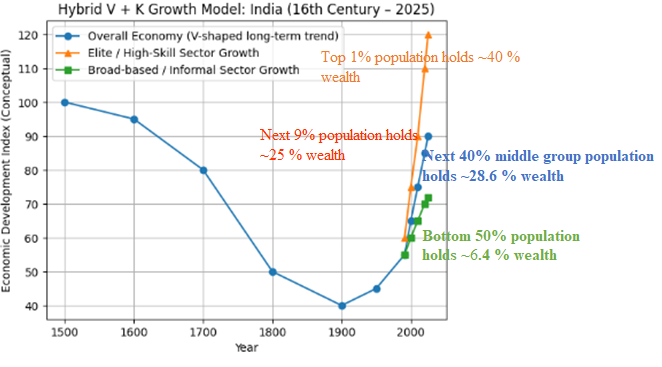 Hybrid V + K Growth Model: India (16th Century – 2025)
Economic Development Index (Conceptual)
120
110
100
90
80
70
60
50
40
Overall Economy (V-shaped long-term trend)
Elite / High-Skill Sector Growth
Broad-based / Informal Sector Growth
Top 1% population holds ~40 %
wealth
Next 9% population holds
~25 % wealth
Next 40% middle group population
holds ~28.6 % wealth
Bottom 50% population
holds ~6.4 % wealth
1500 1600 1700 1800 1900 2000
Year